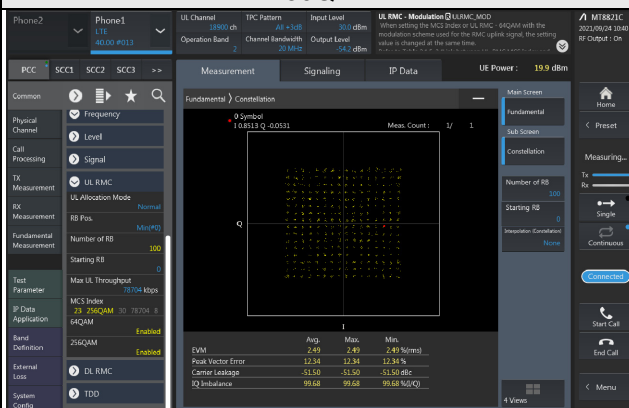 Phone2
Phone1
LTE
40.00 #013
UL Channel
18900 ch
Operation Band
2
TPC Pattern
All +3dB
Channel Bandwidth
20 MHz
Input Level
30.0 dBm
Output Level
-54.2 dBm
UL RMC - Modulation ULRMC_MOD
When setting the MCS Index or UL RMC - 64QAM with the
modulation scheme used for the RMC uplink signal, the setting
value is changed at the same time.
MT8821C
2021/09/24 10:40
RF Output : On
PCC
SCC1
SCC2
SCC3
>>
Measurement
Signaling
IP Data
UE Power : 19.9 dBm
Common
Physical
Channel
Call
Processing
TX
Measurement
RX
Measurement
Fundamental
Measurement
Test
Parameter
IP Data
Application
Band
Definition
External
Loss
System
Config
Frequency
Level
Signal
UL RMC
UL Allocation Mode
Normal
RB Pos.
Min(#0)
Number of RB
100
Starting RB
0
Max UL Throughput
78704 kbps
MCS Index
23 256QAM 30 78704 8
64QAM
Enabled
256QAM
Enabled
DL RMC
TDD
Fundamental > Constellation
0 Symbol
I 0.8513 Q -0.0531
Meas. Count : 1/ 1
Q
I
Avg. Max. Min.
EVM 2.49 2.49 2.49 %(rms)
Peak Vector Error 12.34 12.34 12.34 %
Carrier Leakage -51.50 -51.50 -51.50 dBc
IQ Imbalance 99.68 99.68 99.68 %(I/Q)
Main Screen
Fundamental
Sub Screen
Constellation
Number of RB
100
Starting RB
0
Interpolation (Constellation)
None
4 Views
Home
< Preset
Measuring...
Tx
Rx
Single
Continuous
Connected
Start Call
End Call
< Menu